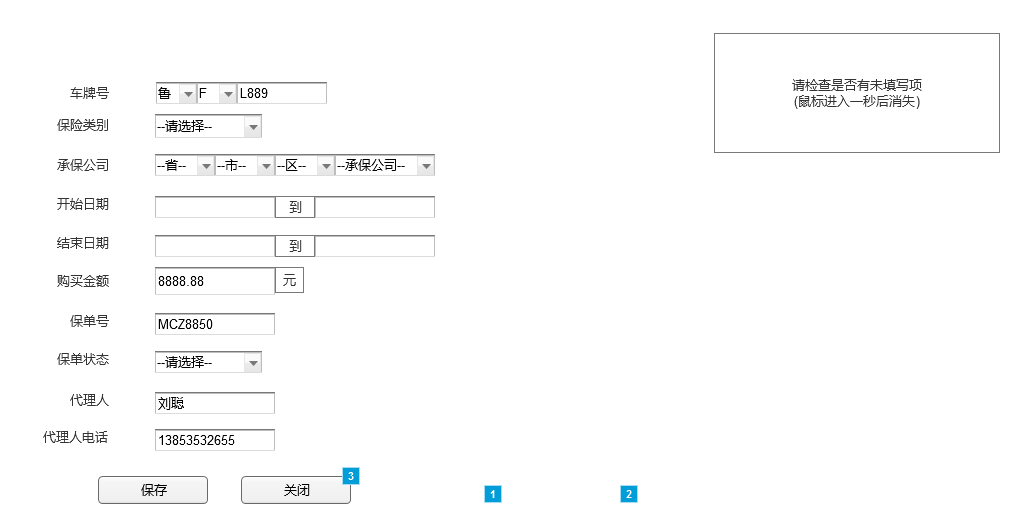 请检查是否有未填写项
(鼠标进入一秒后消失)
车牌号 鲁 F L889
保险类别 --请选择--
承保公司 --省-- --市-- --区-- --承保公司--
开始日期 到
结束日期 到
购买金额 8888.88 元
保单号 MCZ8850
保单状态 --请选择--
代理人 刘聪
代理人电话 13853532655
保存 关闭 3 1 2